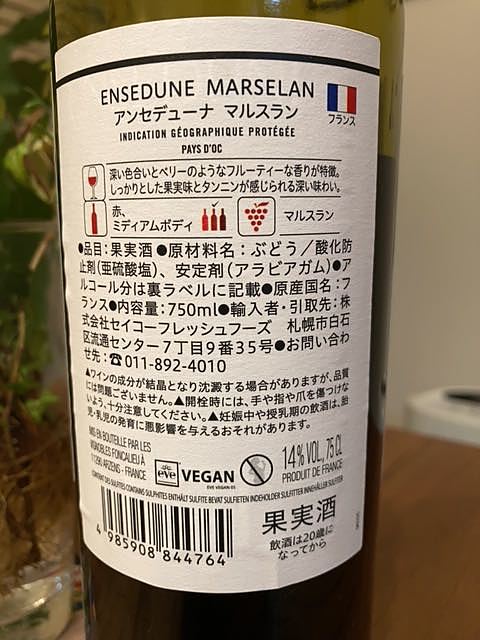 ENSEDUNE MARSELAN
アンセデューナ マルスラン
フランス
INDICATION GÉOGRAPHIQUE PROTÉGÉE
PAYS D'OC
深い色合いとベリーのようなフルーティーな香りが特徴。
しっかりとした果実味とタンニンが感じられる深い味わい。
赤、
ミディアムボディ
マルスラン
●品目:果実酒●原材料名:ぶどう/酸化防
止剤(亜硫酸塩)、安定剤(アラビアガム)●ア
ルコール分は裏ラベルに記載●原産国名:フ
ランス●内容量:750ml●輸入者・引取先:株
式会社セイコーフレッシュフーズ 札幌市白石
区流通センター7丁目9番35号●お問い合わ
せ先:☎011-892-4010
▲ワインの成分が結晶となり沈澱する場合がありますが、品質
には問題ございません。▲開栓時には、手や指や爪を傷つけな
いよう、十分注意してください。▲妊娠中や授乳期の飲酒は、胎
児・乳児の発育に悪影響を与えるおそれがあります。
MIS EN BOUTEILLE PAR LES
VIGNOBLES FONCALIEU À
11290 ARZENS - FRANCE
eve
VEGAN
EVE VEGAN ®
14% VOL, 75 CL
PRODUIT DE FRANCE
CONTIENT DES SULFITES CONTAINS SULPHITES ENTHÄLT SULFITE BEVAT SULFIETEN INDEHOLDER SULFITTER INNEHÅLLER SULFITER
4 985908 844764
果実酒
飲酒は20歳に
なってから